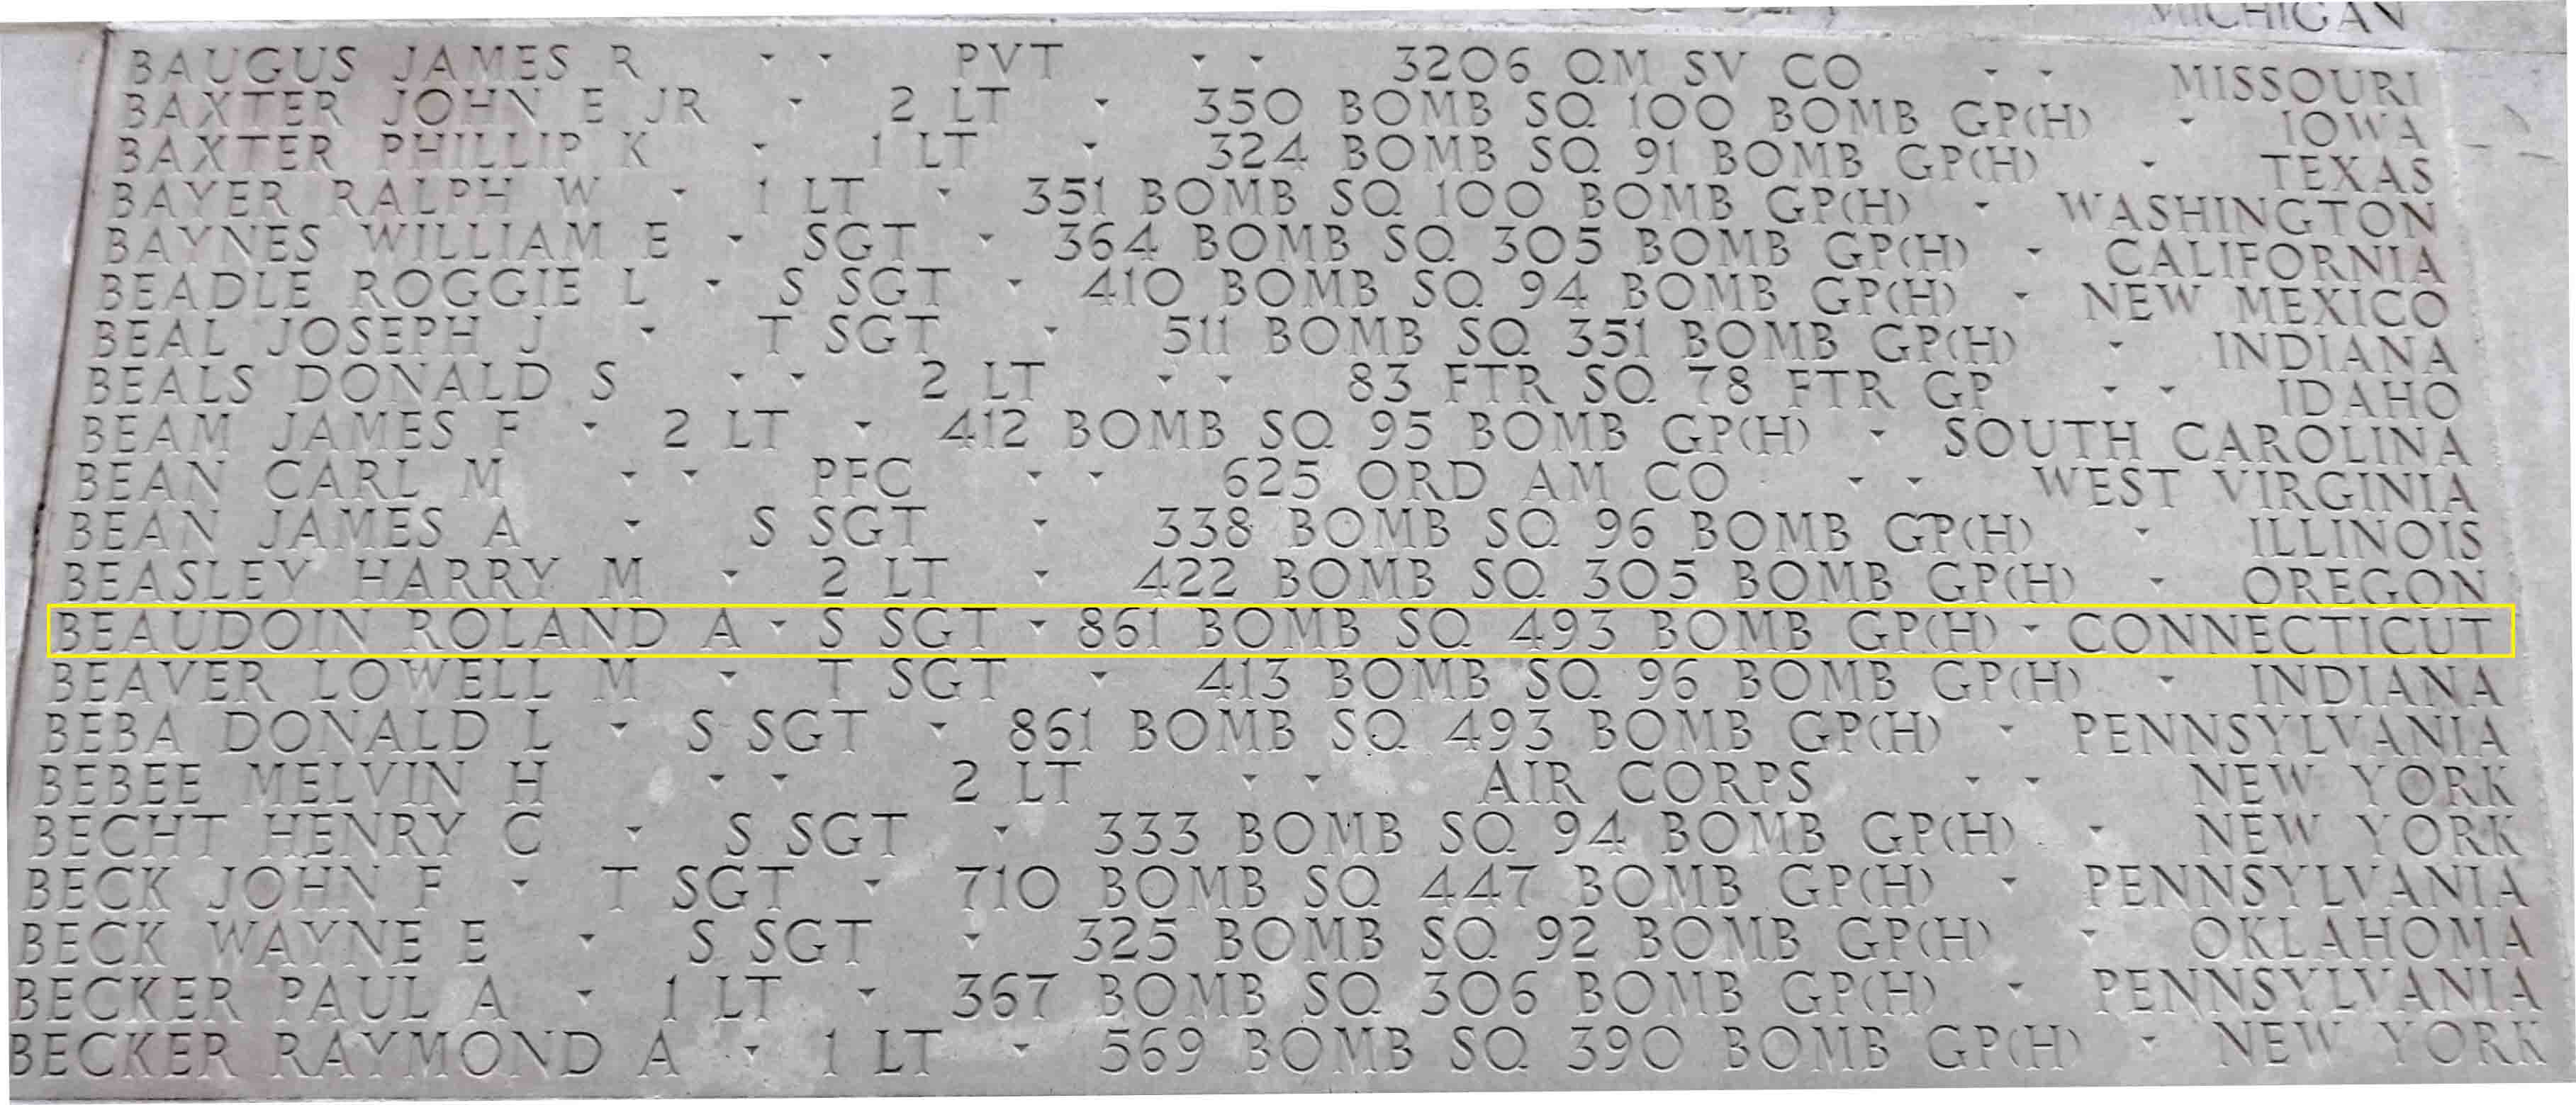 MICHIGAN
BAUGUS JAMES R - - PVT - - 3206 QM SV CO - - MISSOURI
BAXTER JOHN E JR - 2 LT - 350 BOMB SQ 100 BOMB GP(H) - IOWA
BAXTER PHILLIP K - 1 LT - 324 BOMB SQ 91 BOMB GP(H) - TEXAS
BAYER RALPH W - 1 LT - 351 BOMB SQ 100 BOMB GP(H) - WASHINGTON
BAYNES WILLIAM E - SGT - 364 BOMB SQ 305 BOMB GP(H) - CALIFORNIA
BEADLE ROGGIE L - S SGT - 410 BOMB SQ 94 BOMB GP(H) - NEW MEXICO
BEAL JOSEPH J - T SGT - 511 BOMB SQ 351 BOMB GP(H) - INDIANA
BEALS DONALD S - - 2 LT - - 83 FTR SQ 78 FTR GP - - IDAHO
BEAM JAMES F - 2 LT - 412 BOMB SQ 95 BOMB GP(H) - SOUTH CAROLINA
BEAN CARL M - - PFC - - 625 ORD AM CO - - WEST VIRGINIA
BEAN JAMES A - S SGT - 338 BOMB SQ 96 BOMB GP(H) - ILLINOIS
BEASLEY HARRY M - 2 LT - 422 BOMB SQ 305 BOMB GP(H) - OREGON
BEAUDOIN ROLAND A - S SGT - 861 BOMB SQ 493 BOMB GP(H) - CONNECTICUT
BEAVER LOWELL M - T SGT - 413 BOMB SQ 96 BOMB GP(H) - INDIANA
BEBA DONALD L - S SGT - 861 BOMB SQ 493 BOMB GP(H) - PENNSYLVANIA
BEBEE MELVIN H - - 2 LT - - AIR CORPS - - NEW YORK
BECHT HENRY C - S SGT - 333 BOMB SQ 94 BOMB GP(H) - NEW YORK
BECK JOHN F - T SGT - 710 BOMB SQ 447 BOMB GP(H) - PENNSYLVANIA
BECK WAYNE E - S SGT - 325 BOMB SQ 92 BOMB GP(H) - OKLAHOMA
BECKER PAUL A - 1 LT - 367 BOMB SQ 306 BOMB GP(H) - PENNSYLVANIA
BECKER RAYMOND A - 1 LT - 569 BOMB SQ 390 BOMB GP(H) - NEW YORK